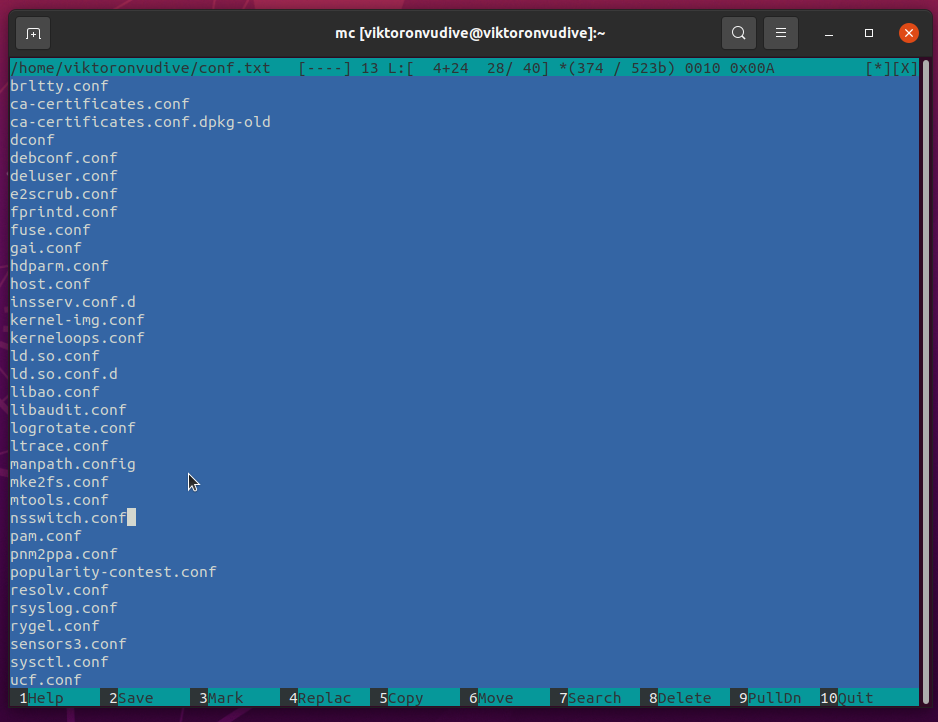 mc [viktoronvudive@viktoronvudive]:~
/home/viktoronvudive/conf.txt   [----] 13 L:[  4+24  28/ 40] *(374 / 523b) 0010 0x00A          [*][X]
brltty.conf
ca-certificates.conf
ca-certificates.conf.dpkg-old
dconf
debconf.conf
deluser.conf
e2scrub.conf
fprintd.conf
fuse.conf
gai.conf
hdparm.conf
host.conf
insserv.conf.d
kernel-img.conf
kerneloops.conf
ld.so.conf
ld.so.conf.d
libao.conf
libaudit.conf
logrotate.conf
ltrace.conf
manpath.config
mke2fs.conf
mtools.conf
nsswitch.conf
pam.conf
pnm2ppa.conf
popularity-contest.conf
resolv.conf
rsyslog.conf
rygel.conf
sensors3.conf
sysctl.conf
ucf.conf
1Help 2Save 3Mark 4Replac 5Copy 6Move 7Search 8Delete 9PullDn 10Quit